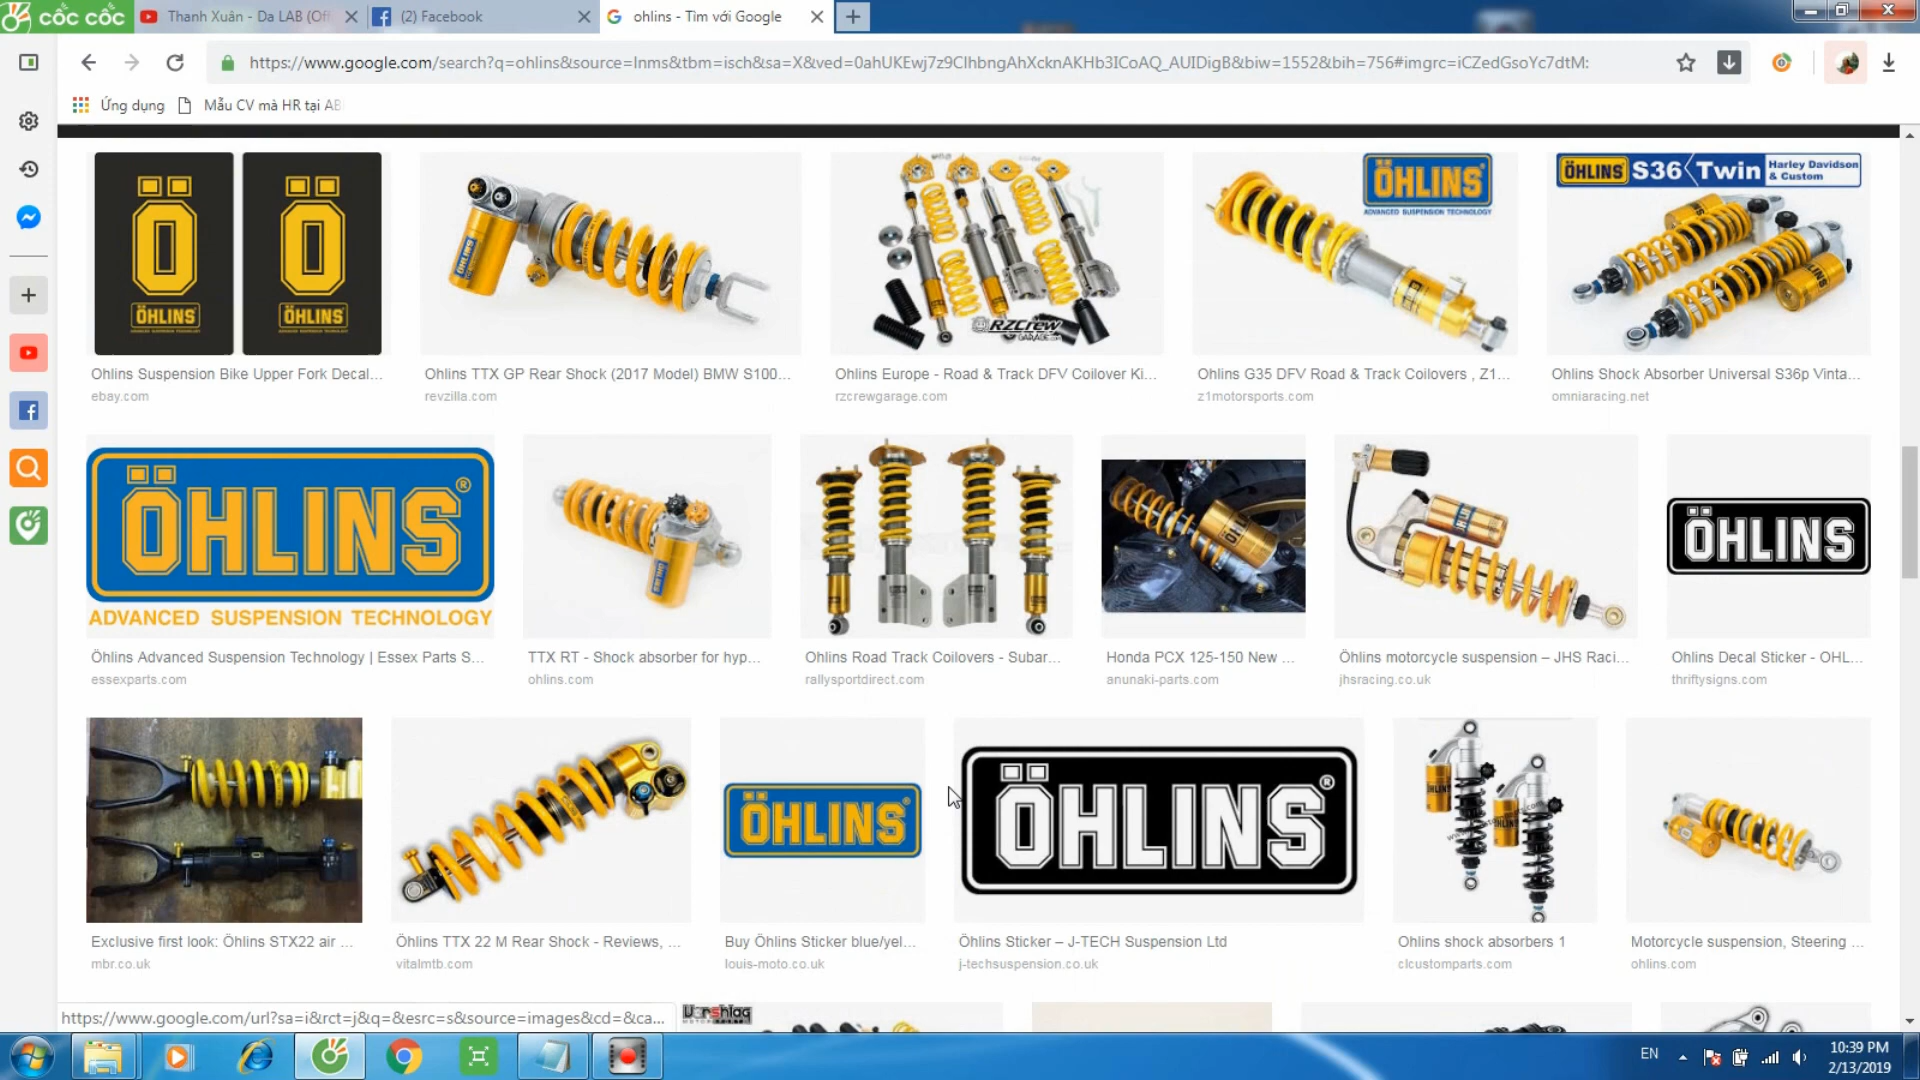 cốc cốc
Thanh Xuân - Da LAB (Offi
(2) Facebook
ohlins - Tìm với Google
https://www.google.com/search?q=ohlins&source=lnms&tbm=isch&sa=X&ved=0ahUKEwj7z9ClhbngAhXcknAKHb3ICoAQ_AUIDigB&biw=1552&bih=756#imgrc=iCZedGsoYc7dtM:
Ứng dụng
Mẫu CV mà HR tại AB
ÖHLINS
ÖHLINS
ÖHLINS
RZCrew
GARAGE
ÖHLINS
ADVANCED SUSPENSION TECHNOLOGY
ÖHLINS S36 Twin Harley Davidson
& Custom
Ohlins Suspension Bike Upper Fork Decal...
ebay.com
Ohlins TTX GP Rear Shock (2017 Model) BMW S100...
revzilla.com
Ohlins Europe - Road & Track DFV Coilover Ki...
rzcrewgarage.com
Ohlins G35 DFV Road & Track Coilovers , Z1...
z1motorsports.com
Ohlins Shock Absorber Universal S36p Vinta...
omniaracing.net
ÖHLINS®
ADVANCED SUSPENSION TECHNOLOGY
ÖHLINS
Öhlins Advanced Suspension Technology | Essex Parts S...
essexparts.com
TTX RT - Shock absorber for hyp...
ohlins.com
Ohlins Road Track Coilovers - Subar...
rallysportdirect.com
Honda PCX 125-150 New ...
anunaki-parts.com
Öhlins motorcycle suspension – JHS Raci...
jhsracing.co.uk
Ohlins Decal Sticker - OHL...
thriftysigns.com
ÖHLINS
ÖHLINS®
Exclusive first look: Öhlins STX22 air ...
mbr.co.uk
Öhlins TTX 22 M Rear Shock - Reviews, ...
vitalmtb.com
Buy Öhlins Sticker blue/yel...
louis-moto.co.uk
Öhlins Sticker – J-TECH Suspension Ltd
j-techsuspension.co.uk
Ohlins shock absorbers 1
clcustomparts.com
Motorcycle suspension, Steering ...
ohlins.com
https://www.google.com/url?sa=i&rct=j&q=&esrc=s&source=images&cd=&ca...
Vorshlag
EN
10:39 PM
2/13/2019